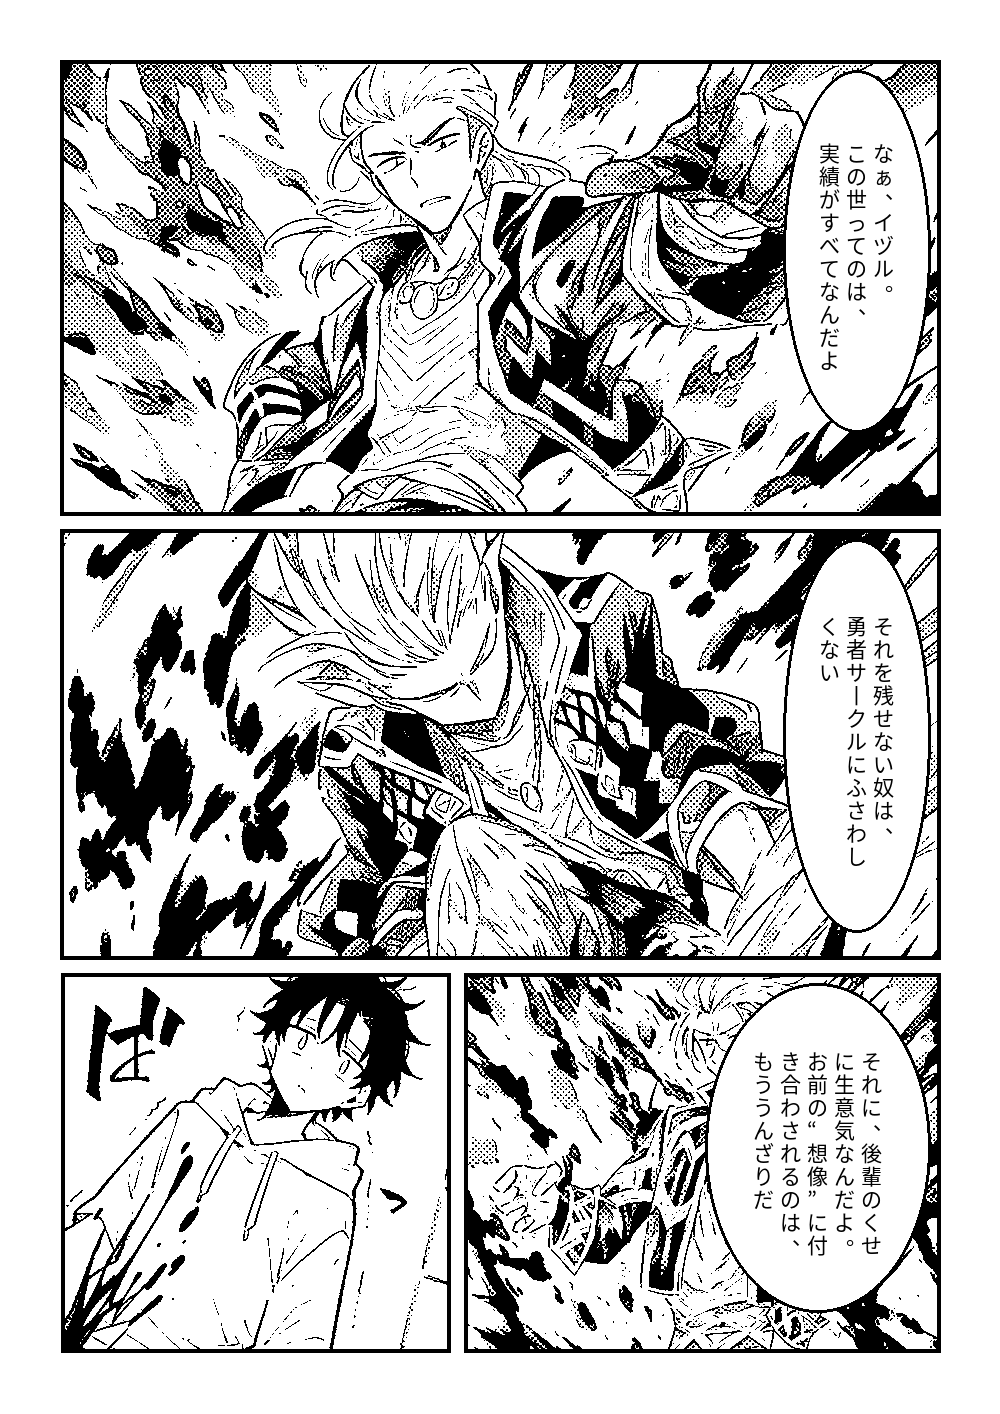 なぁ、イヅル。
この世ってのは、
実績がすべてなんだよ
それを残せない奴は、
勇者サークルにふさわし
くない
それに、後輩のくせ
に生意気なんだよ。
お前の“想像”に付
き合わされるのは、
もううんざりだ
ば